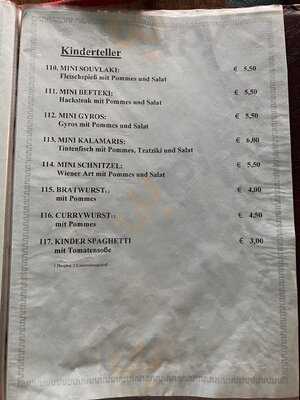 Kinderteller
110. MINI SOUVLAKI: € 5,50
Fleischspieß mit Pommes und Salat
111. MINI BEFTEKI: € 5,50
Hacksteak mit Pommes und Salat
112. MINI GYROS: € 5,50
Gyros mit Pommes und Salat
113. MINI KALAMARIS: € 6,80
Tintenfisch mit Pommes, Tzatziki und Salat
114. MINI SCHNITZEL: € 5,50
Wiener Art mit Pommes und Salat
115. BRATWURST € 4,00
mit Pommes
116. CURRYWURST € 4,50
mit Pommes
117. KINDER SPAGHETTI € 3,00
mit Tomatensoße